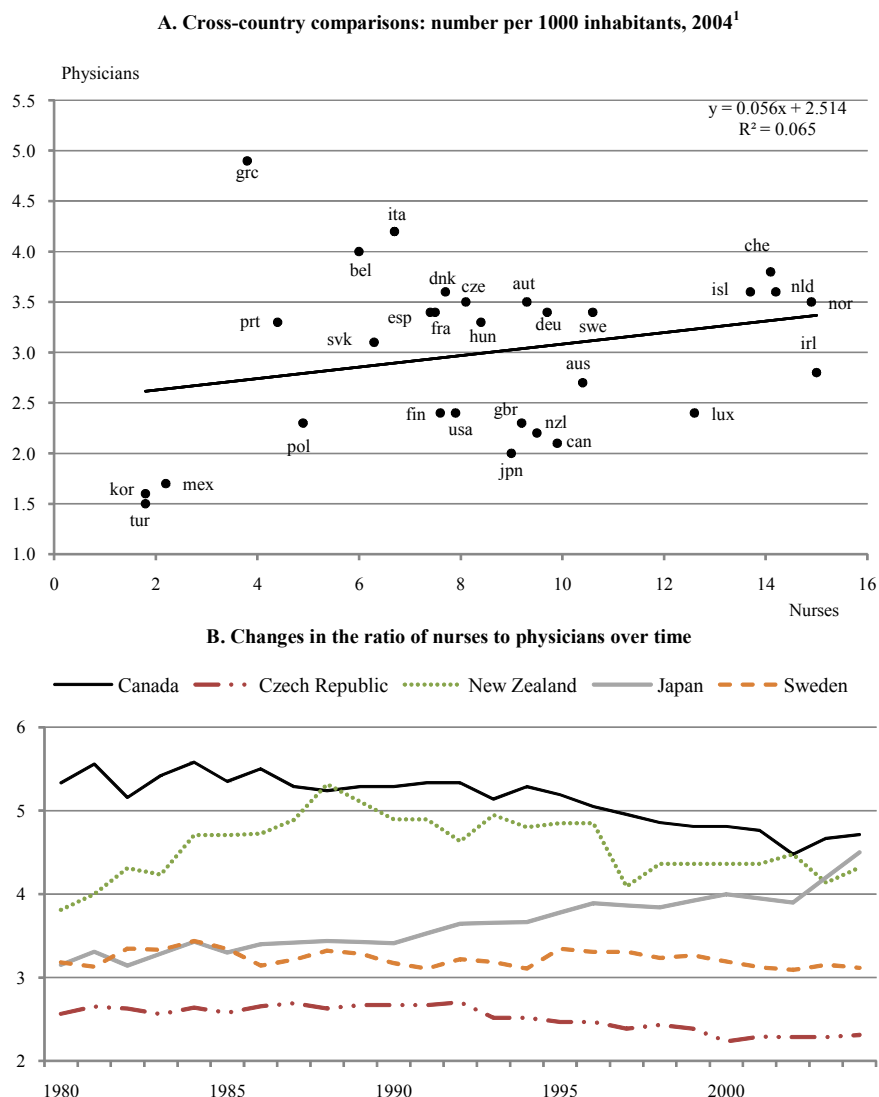 A. Cross-country comparisons: number per 1000 inhabitants, 2004¹
Physicians
5.5
y = 0.056x + 2.514
R² = 0.065
5.0
grc
4.5
ita
4.0
bel
che
dnk
cze
aut
isl
nld
3.5
nor
esp
fra
hun
deu
swe
prt
svk
irl
3.0
aus
2.5
fin
usa
gbr
nzl
lux
pol
can
2.0
jpn
kor
mex
1.5
tur
1.0
0 2 4 6 8 10 12 14 16
Nurses
B. Changes in the ratio of nurses to physicians over time
Canada Czech Republic New Zealand Japan Sweden
6
5
4
3
2
1980 1985 1990 1995 2000